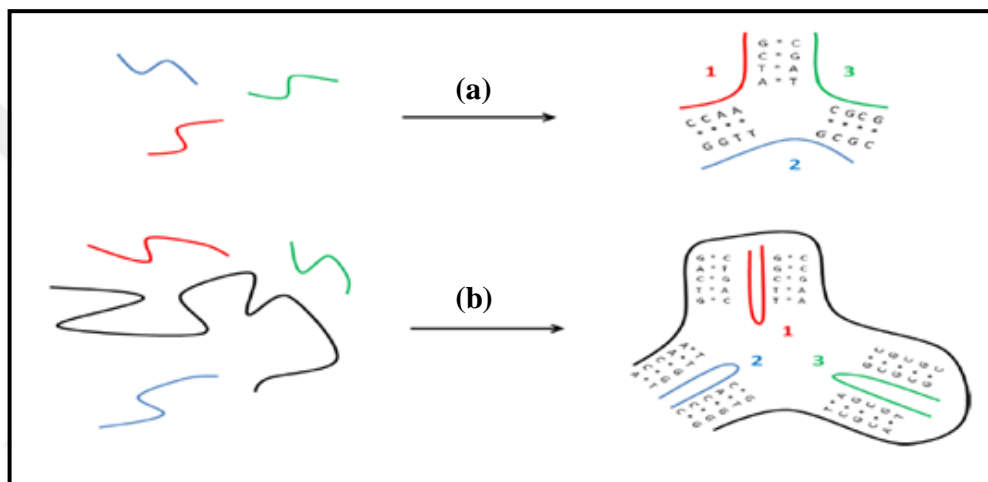 (a)
1
3
G * C
C * G
T * A
A * T
C C A A
* * * *
G G T T
C G C G
* * * *
G C G C
2
(b)
G * C G * C
A * T G * C
C * G C * G
T * A T * A
G * C T * A
1
2
3